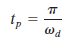 t_p = π / ω_d